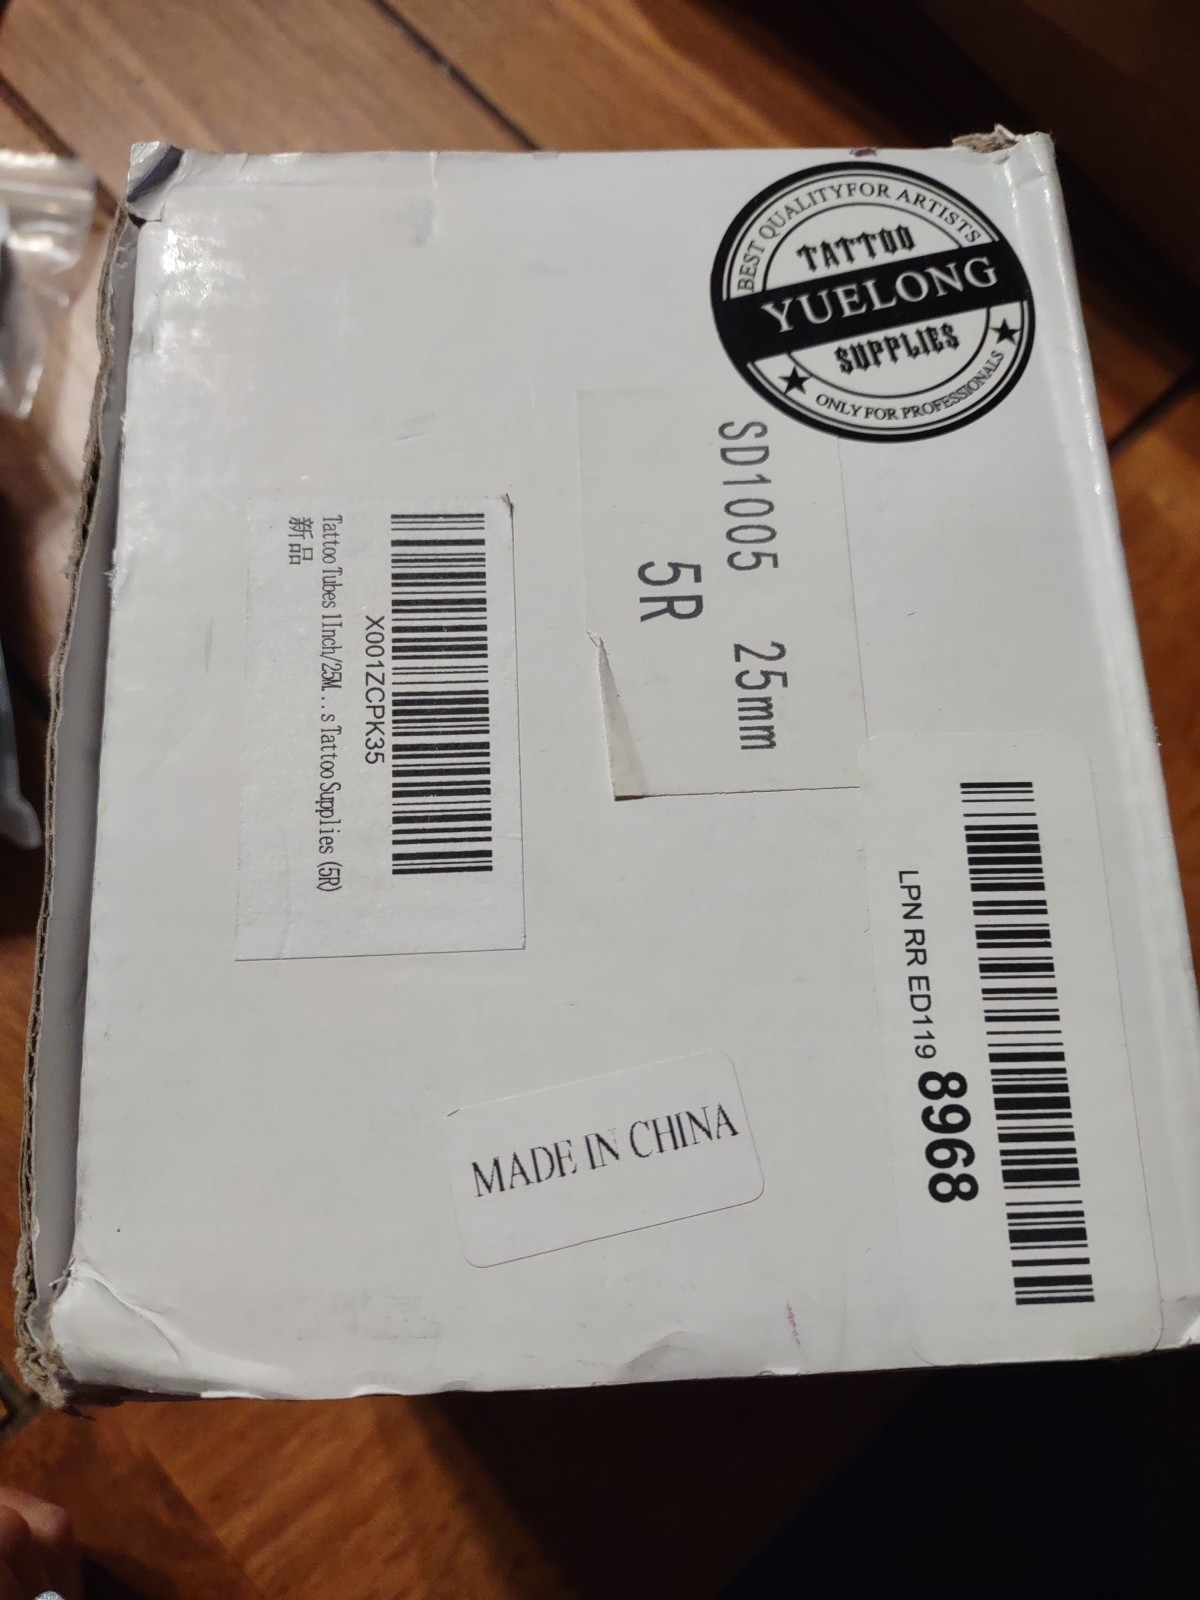 BEST QUALITYFOR ARTISTS
TATTOO
YUELONG
SUPPLIES
ONLY FOR PROFESSIONALS
SD1005 25mm
5R
X001ZCPK35
Tattoo Tubes 1Inch/25M...s Tattoo Supplies (5R)
新品
LPN RR ED119 8968
MADE IN CHINA